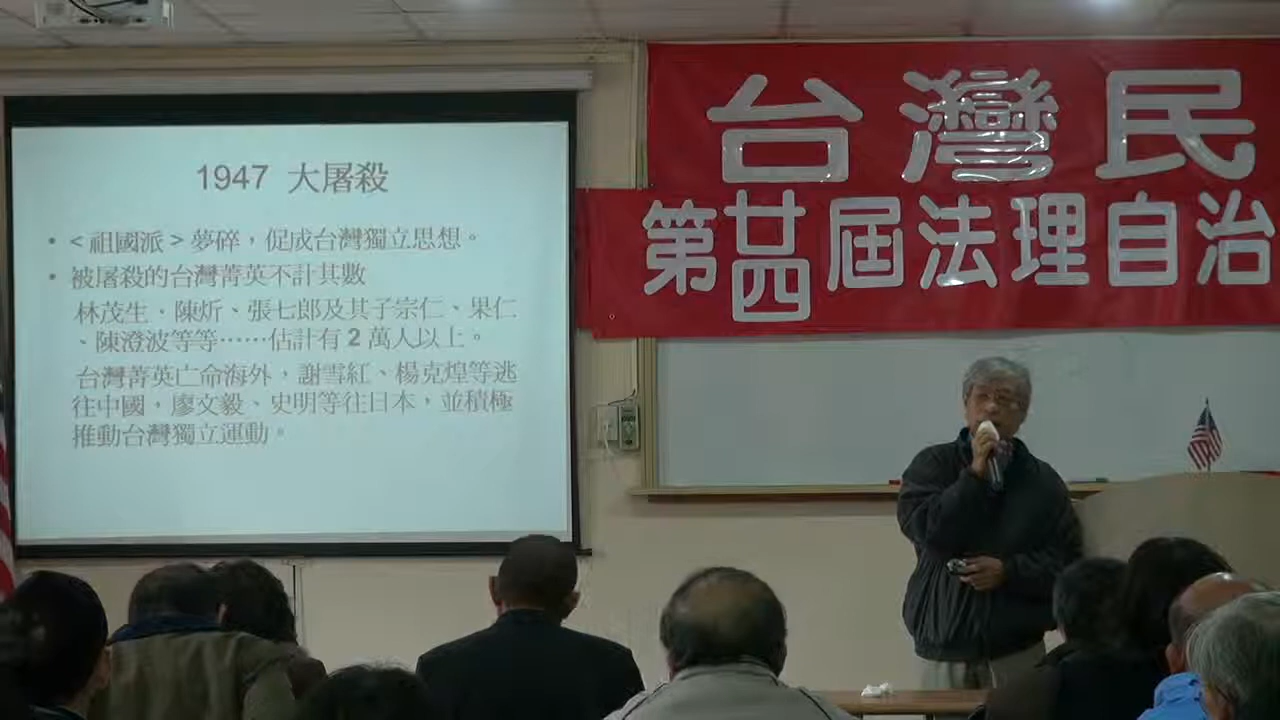 1947 大屠殺
• <祖國派>夢碎，促成台灣獨立思想。
• 被屠殺的台灣菁英不計其數
林茂生．陳炘、張七郎及其子宗仁、果仁
、陳澄波等等……估計有 2 萬人以上。
台灣菁英亡命海外，謝雪紅、楊克煌等逃
往中國，廖文毅、史明等往日本，並積極
推動台灣獨立運動。
台灣民
第廿四屆法理自治